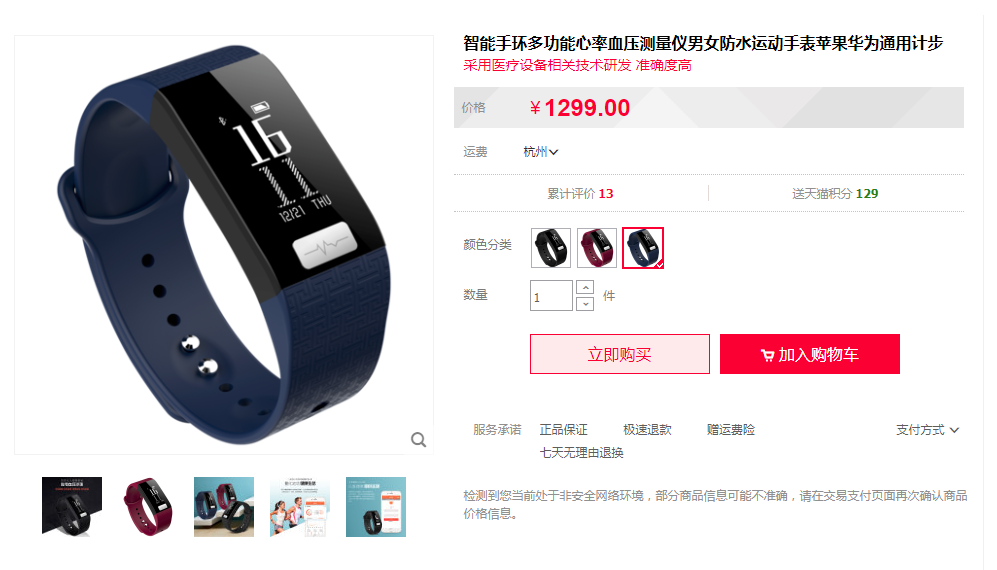 智能手环多功能心率血压测量仪男女防水运动手表苹果华为通用计步
采用医疗设备相关技术研发 准确度高
价格
¥1299.00
运费
杭州
累计评价 13
送天猫积分 129
颜色分类
数量
1
件
立即购买
加入购物车
服务承诺
正品保证
极速退款
赠运费险
支付方式
七天无理由退换
检测到您当前处于非安全网络环境，部分商品信息可能不准确，请在交易支付页面再次确认商品
价格信息。
16
11
12/21 THU